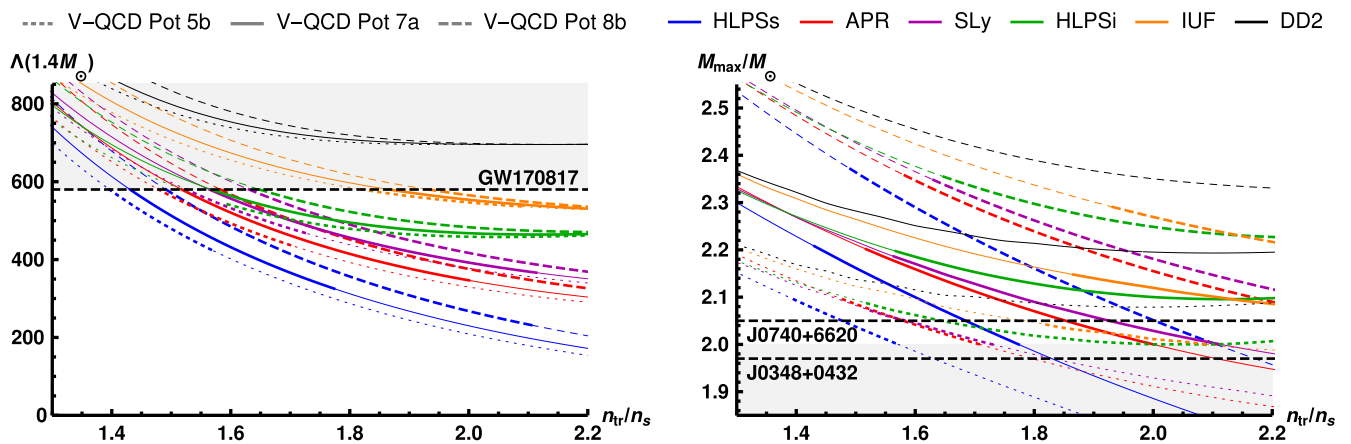 V−QCD Pot 5b V−QCD Pot 7a V−QCD Pot 8b
HLPSs APR SLy HLPSi IUF DD2
Λ(1.4M⊙)
800
600
400
200
0
GW170817
1.4 1.6 1.8 2.0 2.2
n_tr/n_s
M_max/M⊙
2.5
2.4
2.3
2.2
2.1
2.0
1.9
J0740+6620
J0348+0432
1.4 1.6 1.8 2.0 2.2
n_tr/n_s